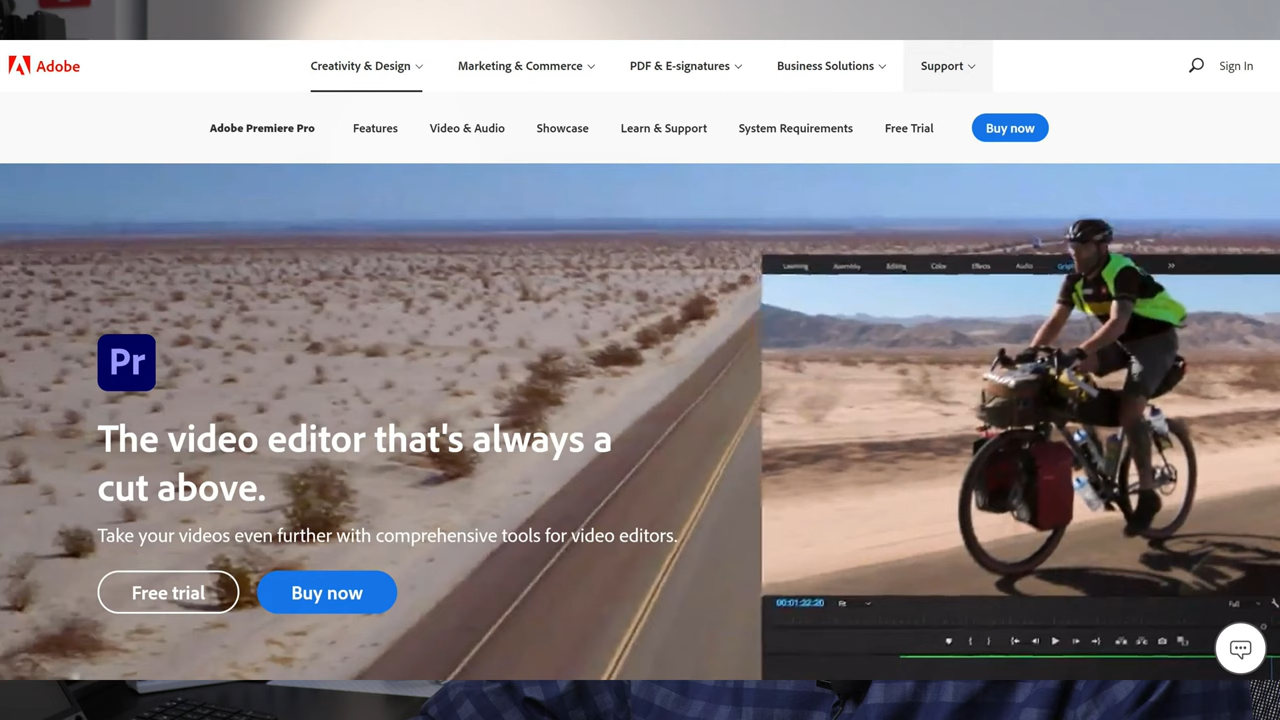 Adobe
Creativity & Design
Marketing & Commerce
PDF & E-signatures
Business Solutions
Support
Sign In
Adobe Premiere Pro
Features
Video & Audio
Showcase
Learn & Support
System Requirements
Free Trial
Buy now
Learning
Assembly
Editing
Color
Effects
Audio
Pr
The video editor that's always a
cut above.
Take your videos even further with comprehensive tools for video editors.
Free trial
Buy now
00:01:22:20
Fit
Full